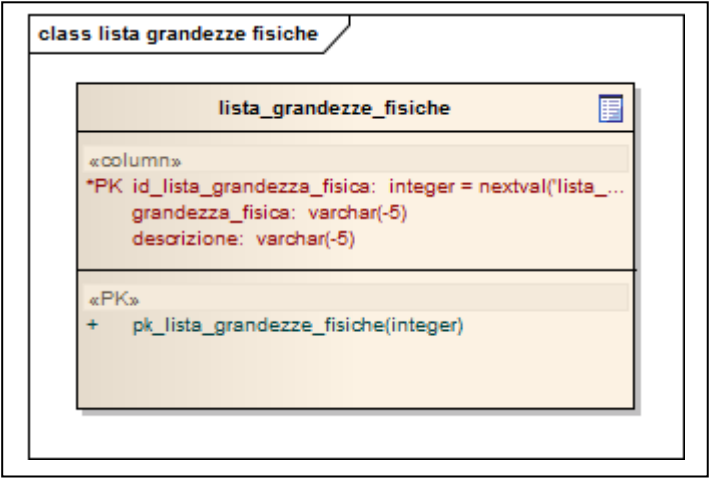 class lista grandezze fisiche
lista_grandezze_fisiche
«column»
*PK id_lista_grandezza_fisica: integer = nextval('lista_...
grandezza_fisica: varchar(-5)
descrizione: varchar(-5)
«PK»
+ pk_lista_grandezze_fisiche(integer)